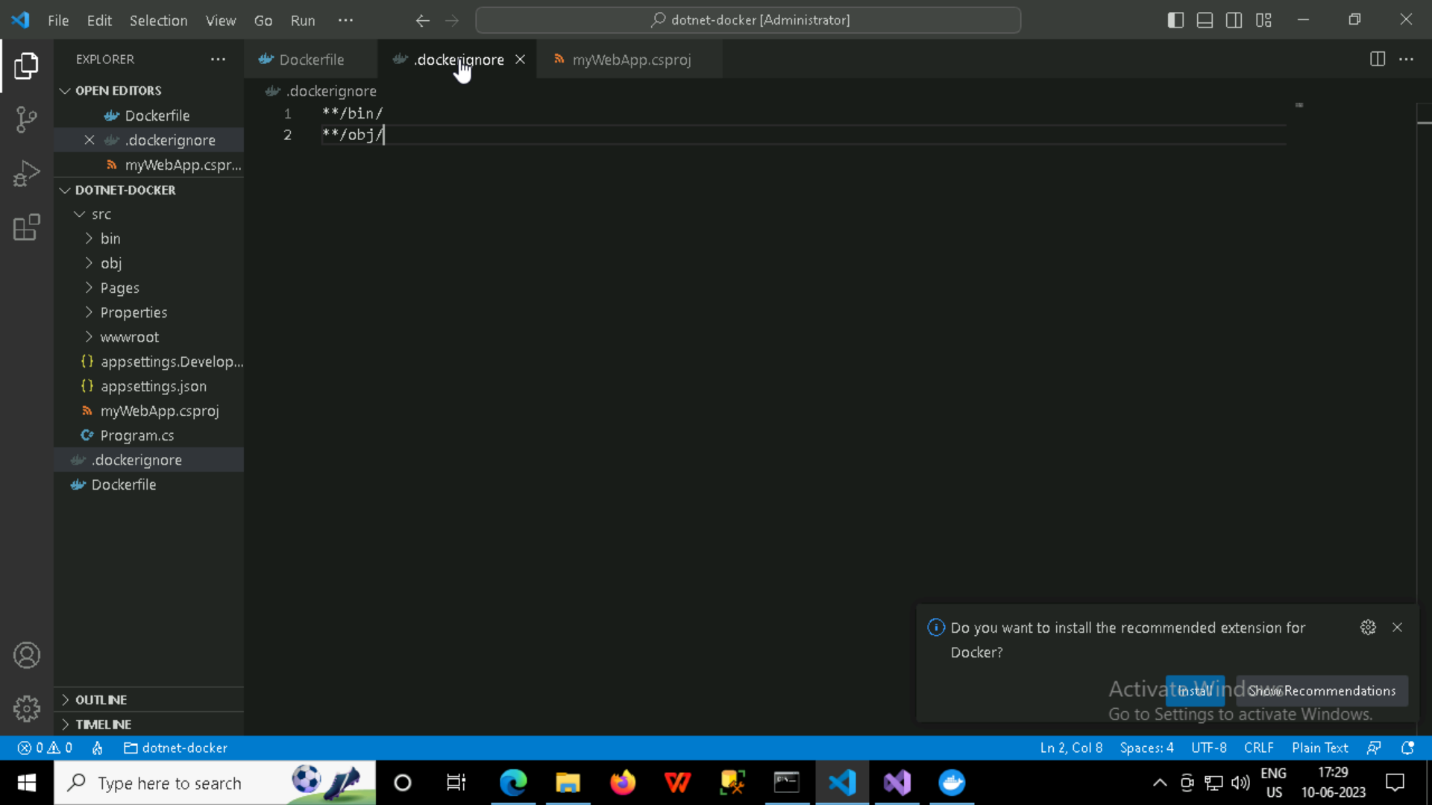 File Edit Selection View Go Run ··· dotnet-docker [Administrator]
EXPLORER ···
Dockerfile .dockerignore myWebApp.csproj
OPEN EDITORS
Dockerfile
.dockerignore
myWebApp.cspr...
DOTNET-DOCKER
src
bin
obj
Pages
Properties
wwwroot
{} appsettings.Develop...
{} appsettings.json
myWebApp.csproj
C# Program.cs
.dockerignore
Dockerfile
OUTLINE
TIMELINE
.dockerignore
1 **/bin/
2 **/obj/
Do you want to install the recommended extension for
Docker?
Install Show Recommendations
Activate Windows
Go to Settings to activate Windows.
0 0 dotnet-docker Ln 2, Col 8 Spaces: 4 UTF-8 CRLF Plain Text
Type here to search
ENG
US
17:29
10-06-2023